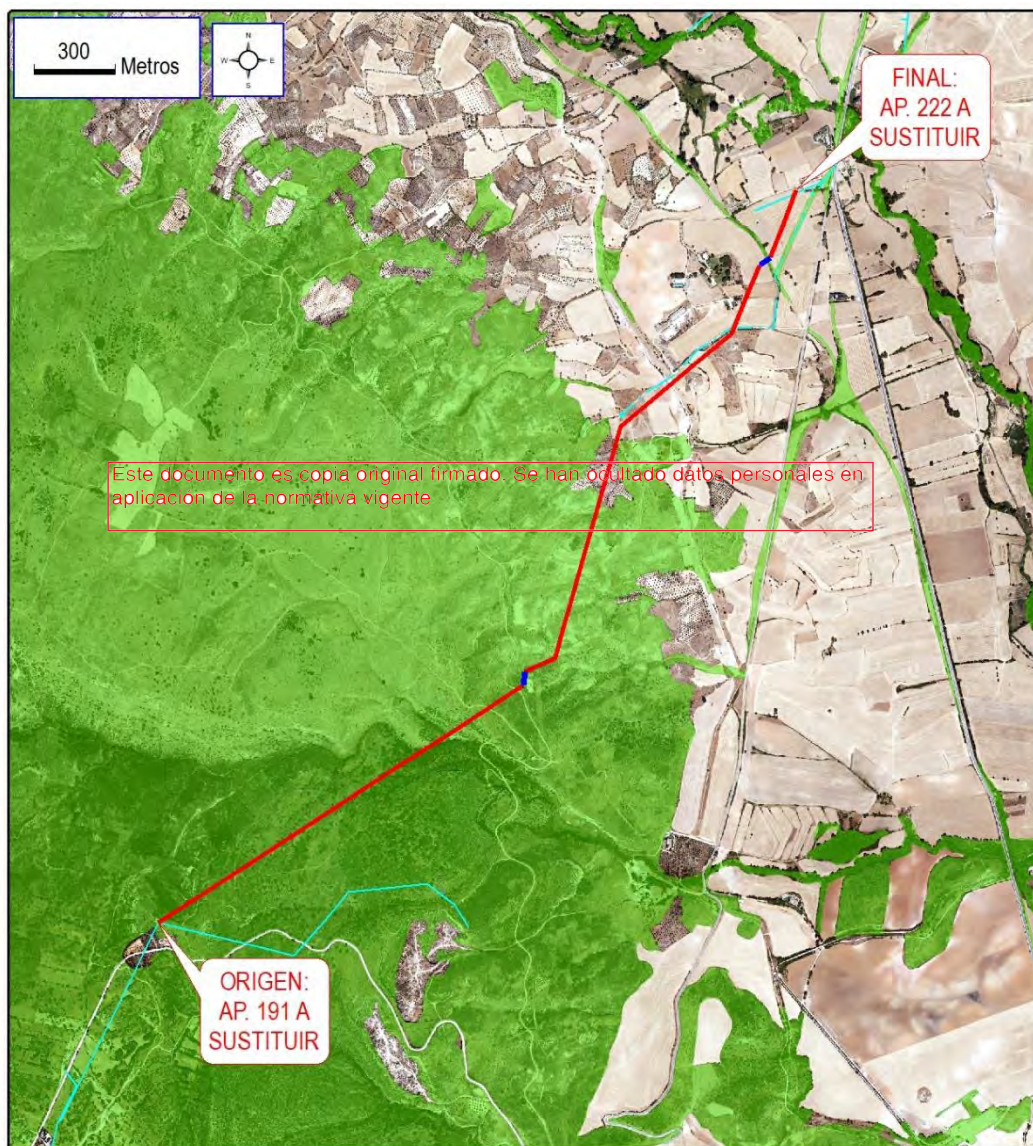 300
Metros
N
W
E
S
FINAL:
AP. 222 A
SUSTITUIR
Este documento es copia original firmado. Se han ocultado datos personales en
aplicación de la normativa vigente
ORIGEN:
AP. 191 A
SUSTITUIR